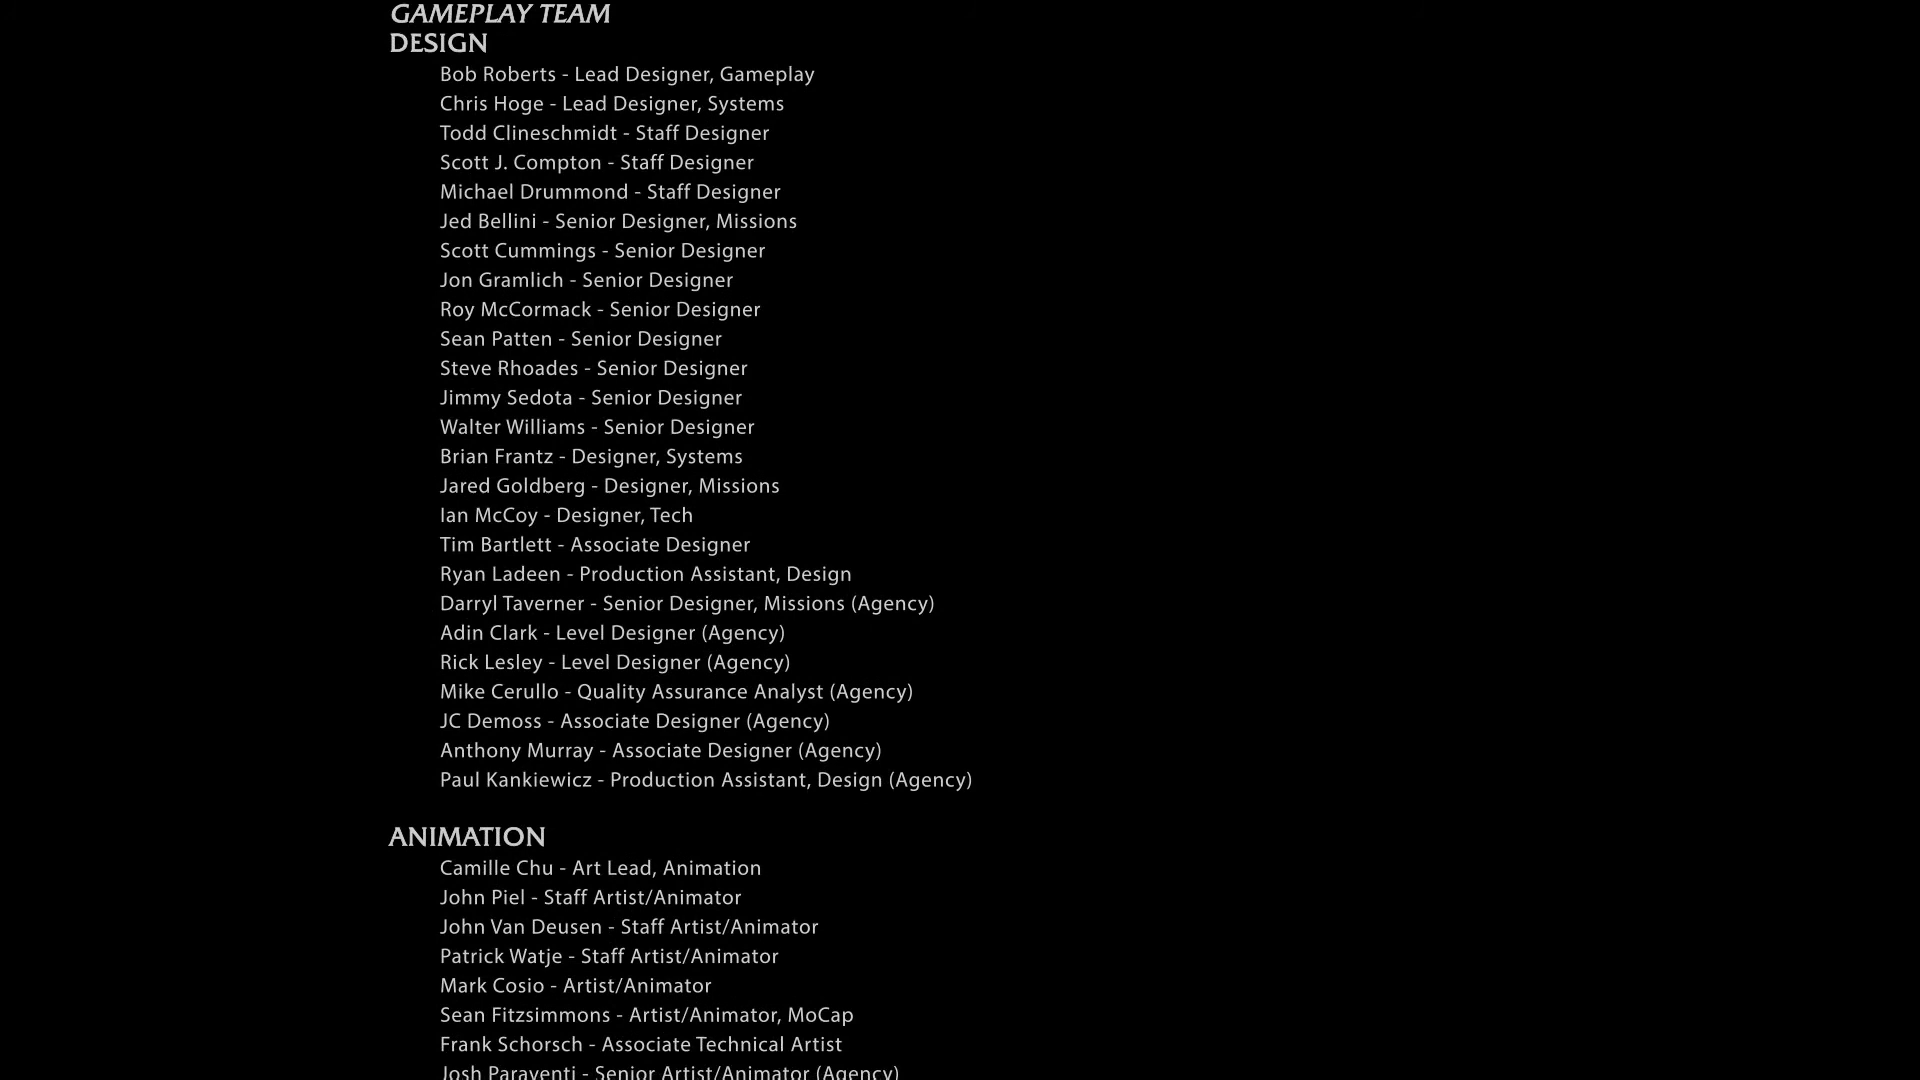 GAMEPLAY TEAM
DESIGN
Bob Roberts - Lead Designer, Gameplay
Chris Hoge - Lead Designer, Systems
Todd Clineschmidt - Staff Designer
Scott J. Compton - Staff Designer
Michael Drummond - Staff Designer
Jed Bellini - Senior Designer, Missions
Scott Cummings - Senior Designer
Jon Gramlich - Senior Designer
Roy McCormack - Senior Designer
Sean Patten - Senior Designer
Steve Rhoades - Senior Designer
Jimmy Sedota - Senior Designer
Walter Williams - Senior Designer
Brian Frantz - Designer, Systems
Jared Goldberg - Designer, Missions
Ian McCoy - Designer, Tech
Tim Bartlett - Associate Designer
Ryan Ladeen - Production Assistant, Design
Darryl Taverner - Senior Designer, Missions (Agency)
Adin Clark - Level Designer (Agency)
Rick Lesley - Level Designer (Agency)
Mike Cerullo - Quality Assurance Analyst (Agency)
JC Demoss - Associate Designer (Agency)
Anthony Murray - Associate Designer (Agency)
Paul Kankiewicz - Production Assistant, Design (Agency)
ANIMATION
Camille Chu - Art Lead, Animation
John Piel - Staff Artist/Animator
John Van Deusen - Staff Artist/Animator
Patrick Watje - Staff Artist/Animator
Mark Cosio - Artist/Animator
Sean Fitzsimmons - Artist/Animator, MoCap
Frank Schorsch - Associate Technical Artist
Josh Paraventi - Senior Artist/Animator (Agency)